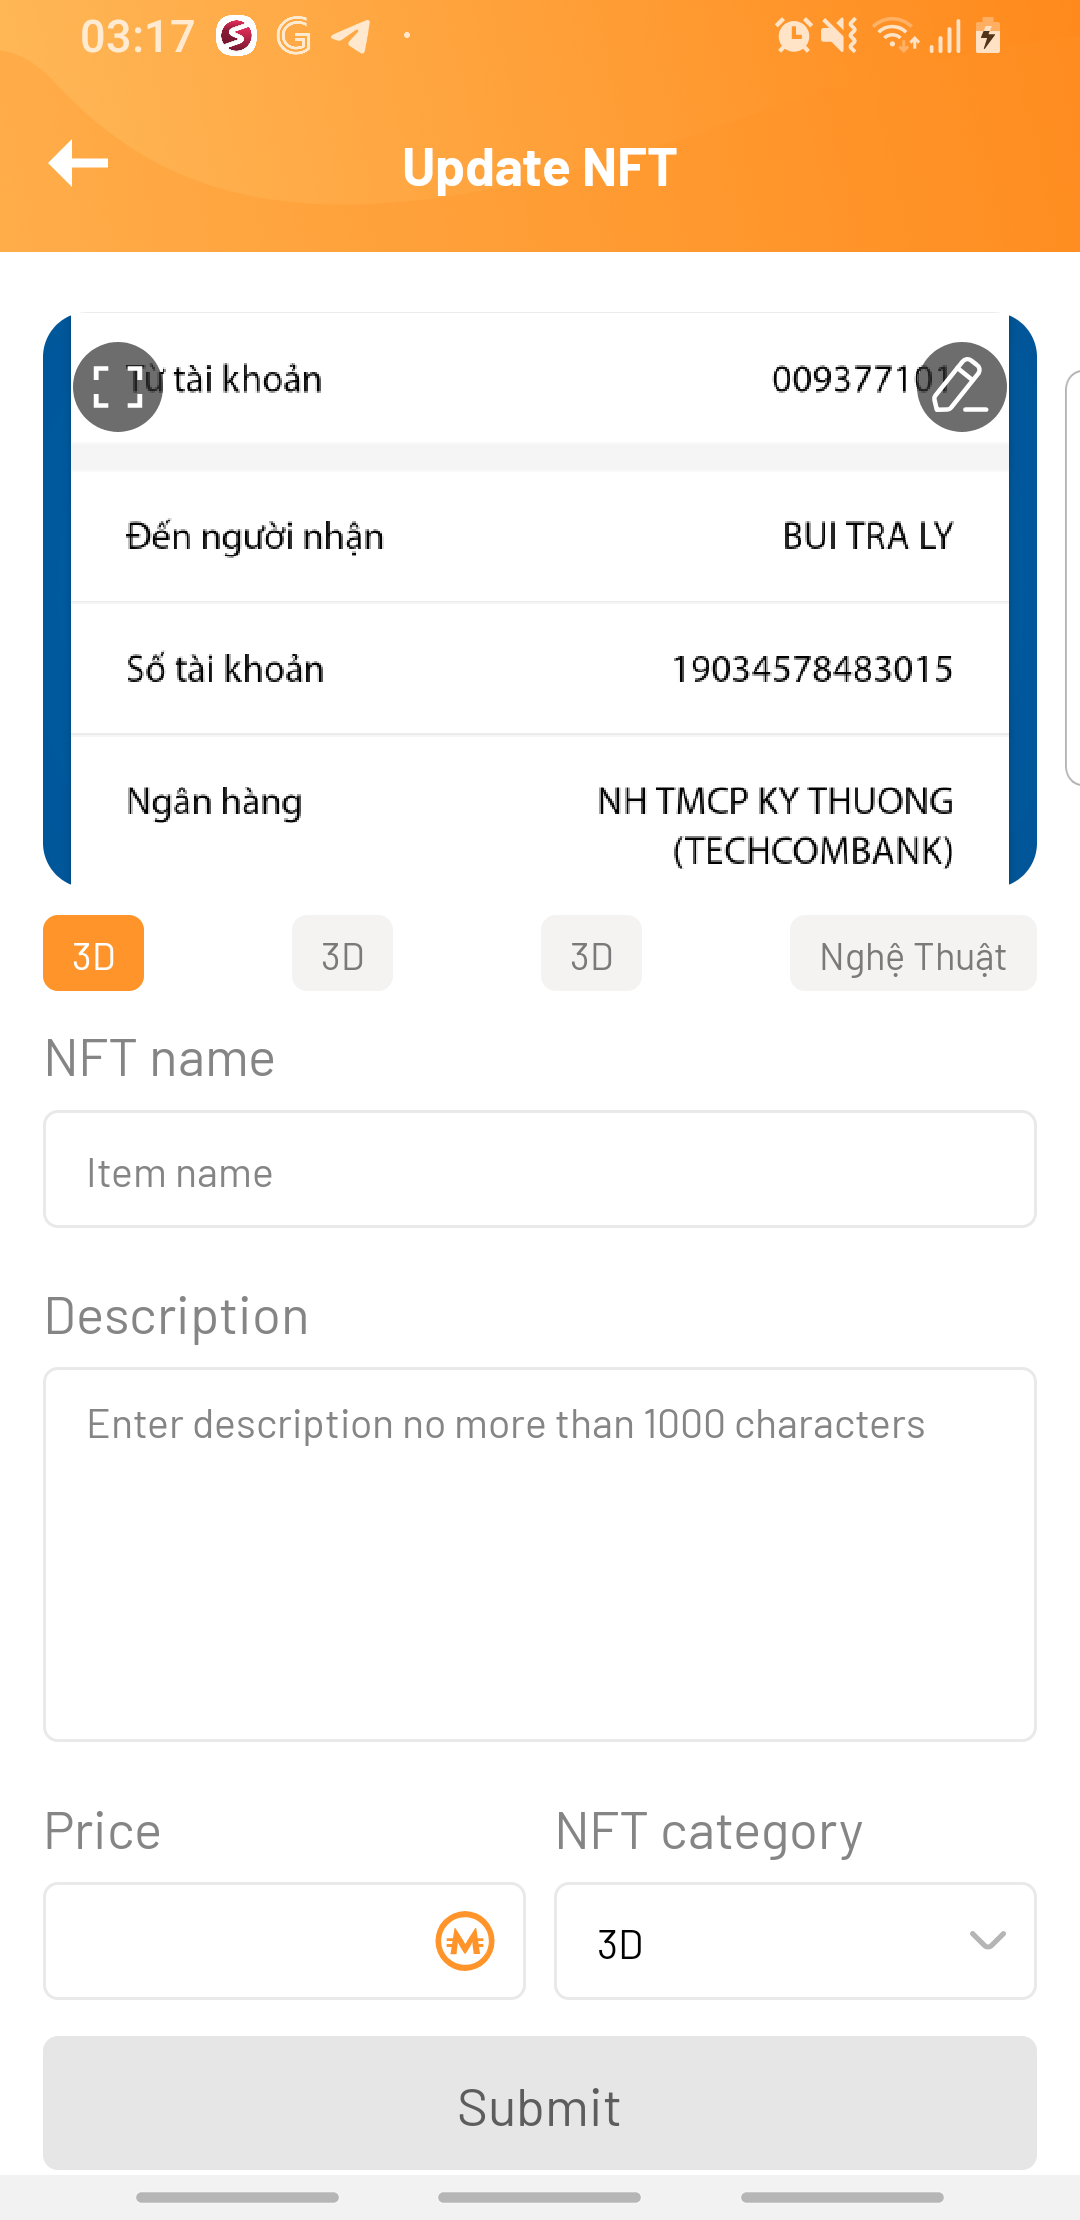 03:17
Update NFT
Từ tài khoản 009377101
Đến người nhận BUI TRA LY
Số tài khoản 19034578483015
Ngân hàng NH TMCP KY THUONG
(TECHCOMBANK)
3D 3D 3D Nghệ Thuật
NFT name
Item name
Description
Enter description no more than 1000 characters
Price NFT category
3D
Submit